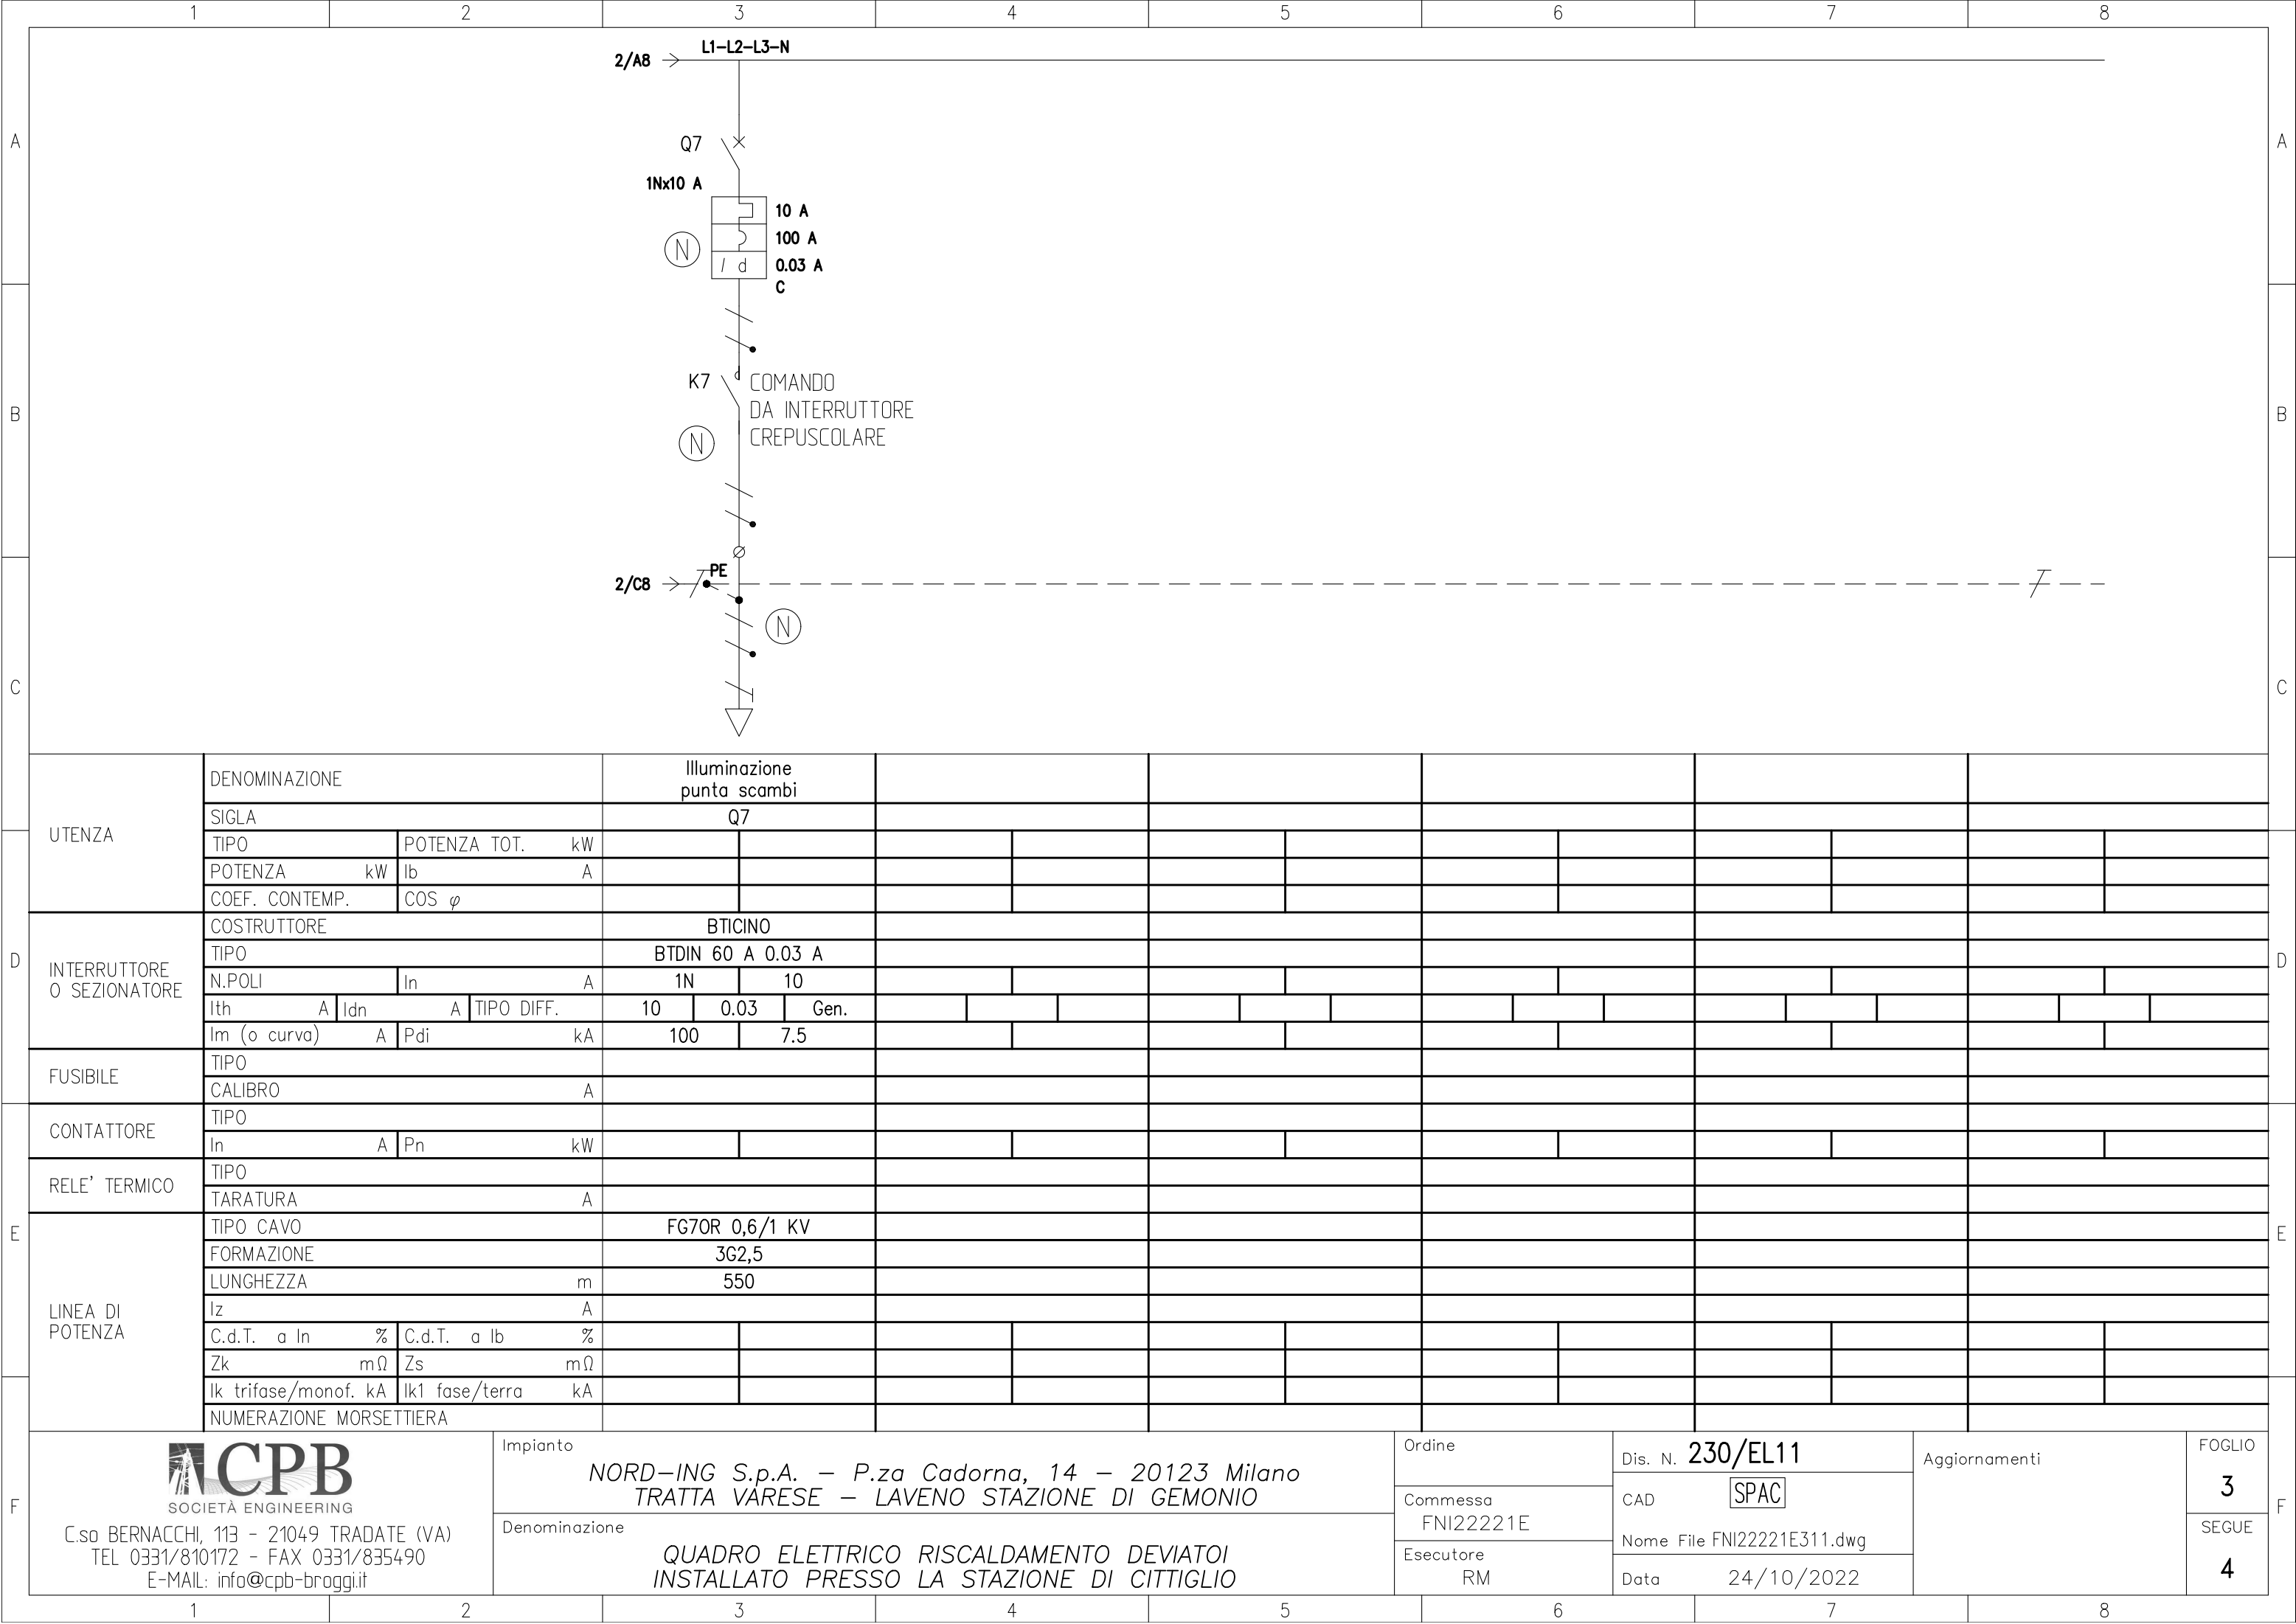 1 2 3 4 5 6 7 8
L1-L2-L3-N
2/A8
A A
Q7
1Nx10 A
10 A
100 A
N
I d 0.03 A
C
K7 COMANDO
DA INTERRUTTORE
CREPUSCOLARE
B B
N
PE
2/C8
N
C C
UTENZA
DENOMINAZIONE Illuminazione
punta scambi
SIGLA Q7
TIPO POTENZA TOT. kW
POTENZA kW Ib A
COEF. CONTEMP. COS φ
D D
INTERRUTTORE
O SEZIONATORE
COSTRUTTORE BTICINO
TIPO BTDIN 60 A 0.03 A
N.POLI In A 1N 10
Ith A Idn A TIPO DIFF. 10 0.03 Gen.
Im (o curva) A Pdi kA 100 7.5
FUSIBILE
TIPO
CALIBRO A
CONTATTORE
TIPO
In A Pn kW
RELE' TERMICO
TIPO
TARATURA A
E E
LINEA DI
POTENZA
TIPO CAVO FG7OR 0,6/1 KV
FORMAZIONE 3G2,5
LUNGHEZZA m 550
Iz A
C.d.T. a In % C.d.T. a Ib %
Zk mΩ Zs mΩ
Ik trifase/monof. kA Ik1 fase/terra kA
NUMERAZIONE MORSETTIERA
F F
CPB
SOCIETÀ ENGINEERING
C.so BERNACCHI, 113 - 21049 TRADATE (VA)
TEL 0331/810172 - FAX 0331/835490
E-MAIL: info@cpb-broggi.it
Impianto
NORD-ING S.p.A. - P.za Cadorna, 14 - 20123 Milano
TRATTA VARESE - LAVENO STAZIONE DI GEMONIO
Denominazione
QUADRO ELETTRICO RISCALDAMENTO DEVIATOI
INSTALLATO PRESSO LA STAZIONE DI CITTIGLIO
Ordine
Commessa
FNI22221E
Esecutore
RM
Dis. N. 230/EL11
CAD SPAC
Nome File FNI22221E311.dwg
Data 24/10/2022
Aggiornamenti
FOGLIO
3
SEGUE
4
1 2 3 4 5 6 7 8